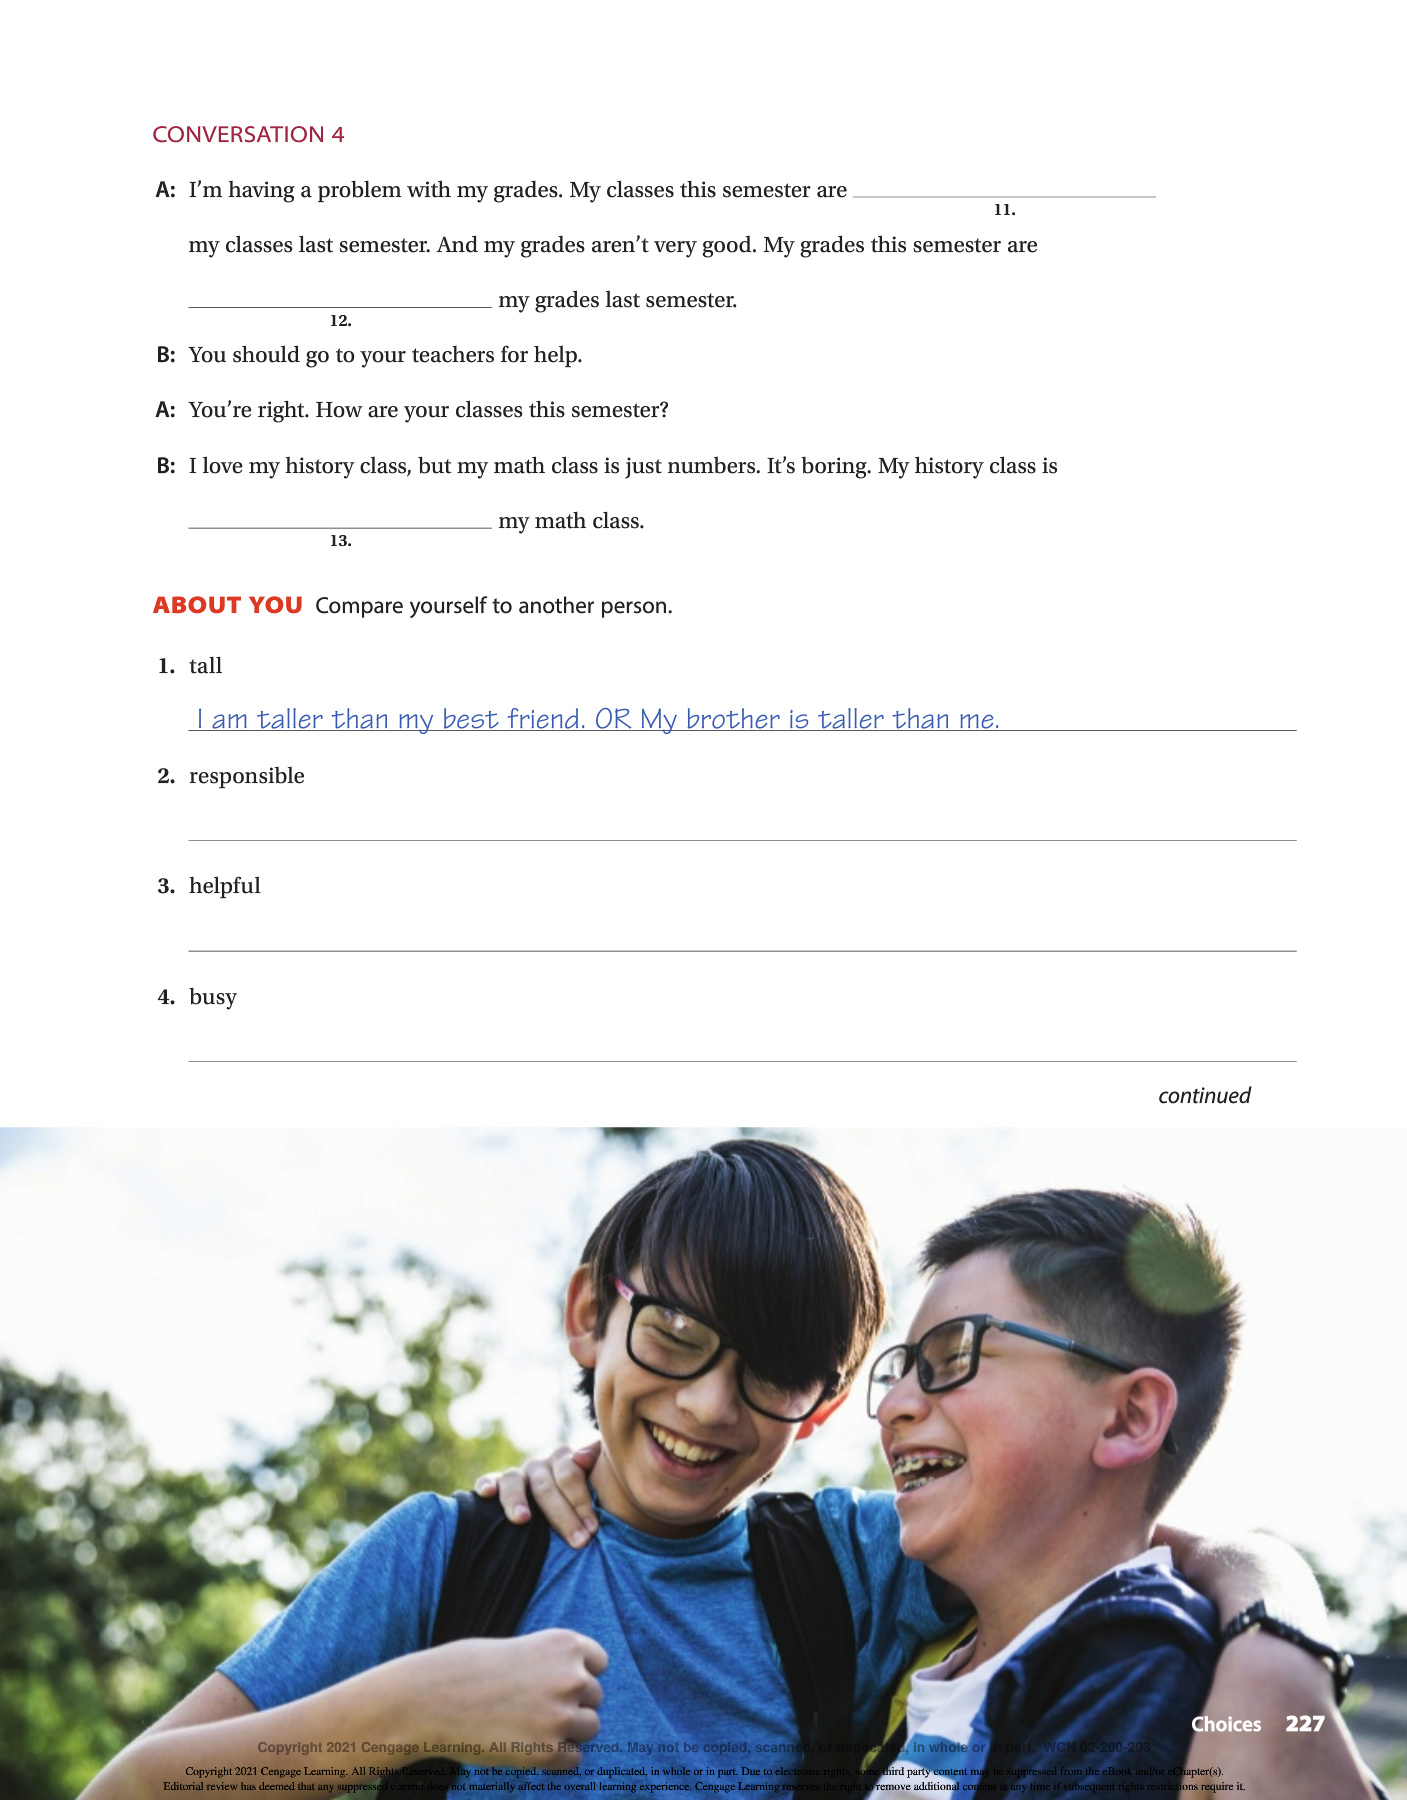 CONVERSATION 4
A: I'm having a problem with my grades. My classes this semester are ____________________
11.
my classes last semester. And my grades aren't very good. My grades this semester are
____________________ my grades last semester.
12.
B: You should go to your teachers for help.
A: You're right. How are your classes this semester?
B: I love my history class, but my math class is just numbers. It's boring. My history class is
____________________ my math class.
13.
ABOUT YOU Compare yourself to another person.
1. tall
I am taller than my best friend. OR My brother is taller than me.
2. responsible
3. helpful
4. busy
continued
Choices 227
Copyright 2021 Cengage Learning. All Rights Reserved. May not be copied, scanned, or duplicated, in whole or in part. WCN 02-200-203
Copyright 2021 Cengage Learning. All Rights Reserved. May not be copied, scanned, or duplicated, in whole or in part. Due to electronic rights, some third party content may be suppressed from the eBook and/or eChapter(s).
Editorial review has deemed that any suppressed content does not materially affect the overall learning experience. Cengage Learning reserves the right to remove additional content at any time if subsequent rights restrictions require it.